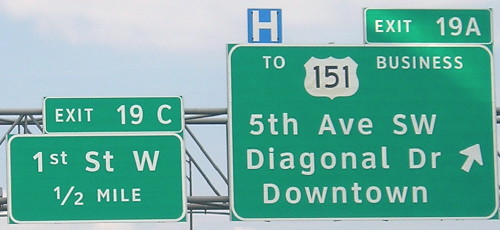 EXIT 19 C
1st St W
1/2 MILE
H
EXIT 19A
TO 151 BUSINESS
5th Ave SW
Diagonal Dr
Downtown